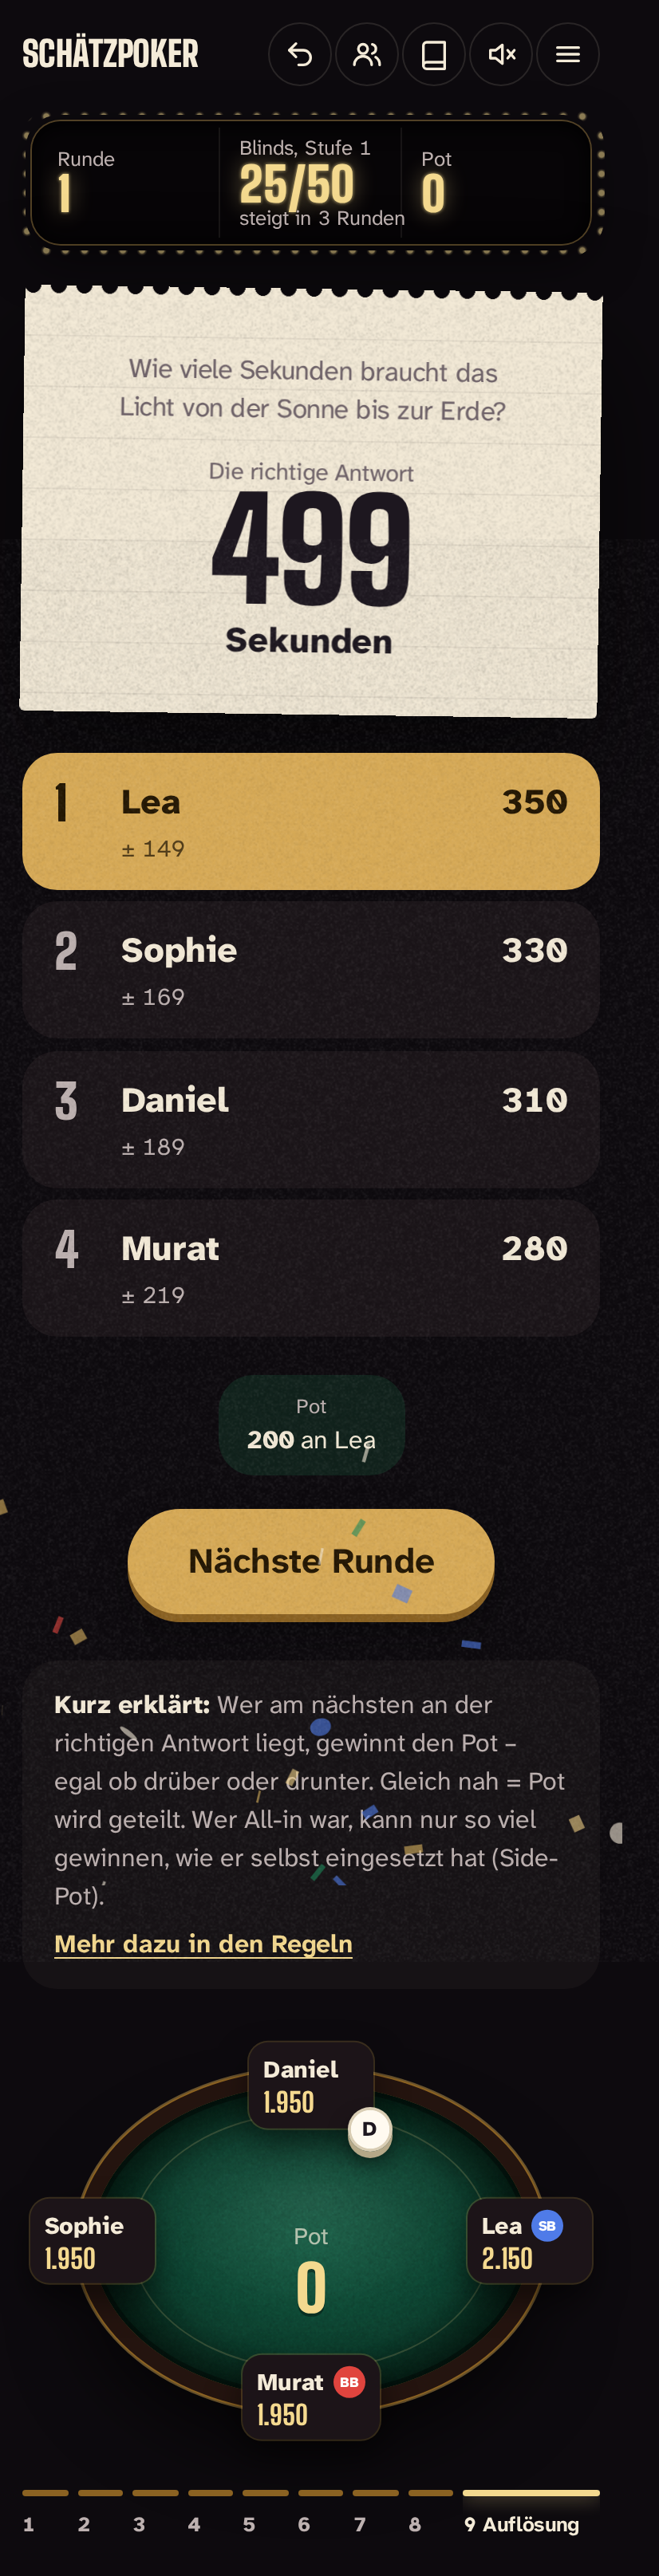 SCHÄTZPOKER
Runde
1
Blinds, Stufe 1
25/50
steigt in 3 Runden
Pot
0
Wie viele Sekunden braucht das
Licht von der Sonne bis zur Erde?
Die richtige Antwort
499
Sekunden
1 Lea 350
± 149
2 Sophie 330
± 169
3 Daniel 310
± 189
4 Murat 280
± 219
Pot
200 an Lea
Nächste Runde
Kurz erklärt: Wer am nächsten an der
richtigen Antwort liegt, gewinnt den Pot –
egal ob drüber oder drunter. Gleich nah = Pot
wird geteilt. Wer All-in war, kann nur so viel
gewinnen, wie er selbst eingesetzt hat (Side-
Pot).
Mehr dazu in den Regeln
Daniel
1.950
D
Sophie
1.950
Lea SB
2.150
Pot
0
Murat BB
1.950
1 2 3 4 5 6 7 8 9 Auflösung